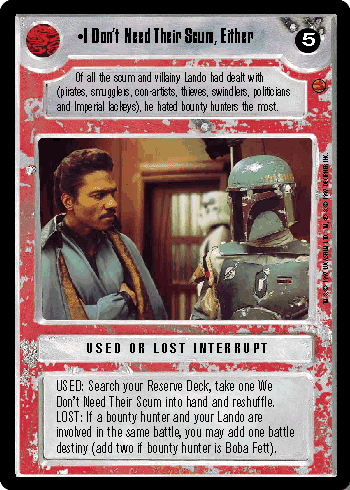 •I Don't Need Their Scum, Either
5
Of all the scum and villainy Lando had dealt with
(pirates, smugglers, con-artists, thieves, swindlers, politicians
and Imperial lackeys), he hated bounty hunters the most.
USED OR LOST INTERRUPT
USED: Search your Reserve Deck, take one We
Don't Need Their Scum into hand and reshuffle.
LOST: If a bounty hunter and your Lando are
involved in the same battle, you may add one battle
destiny (add two if bounty hunter is Boba Fett).